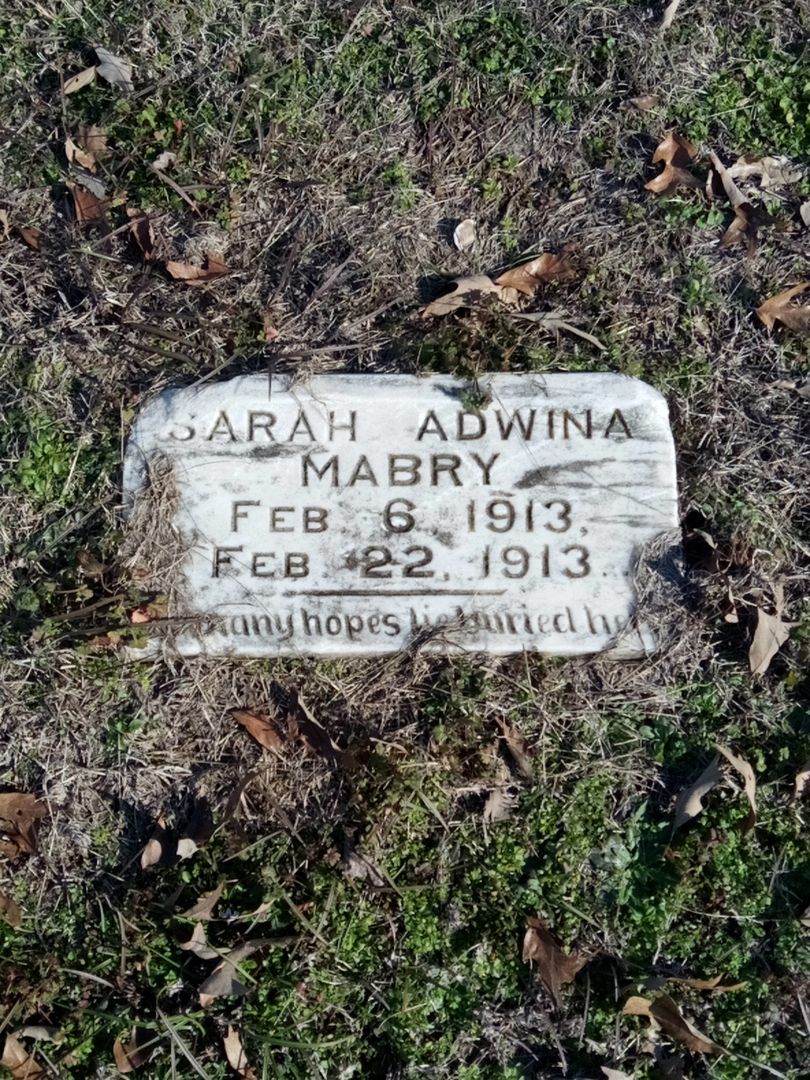 SARAH ADWINA
MABRY
FEB 6 1913,
FEB 22, 1913
many hopes lie buried